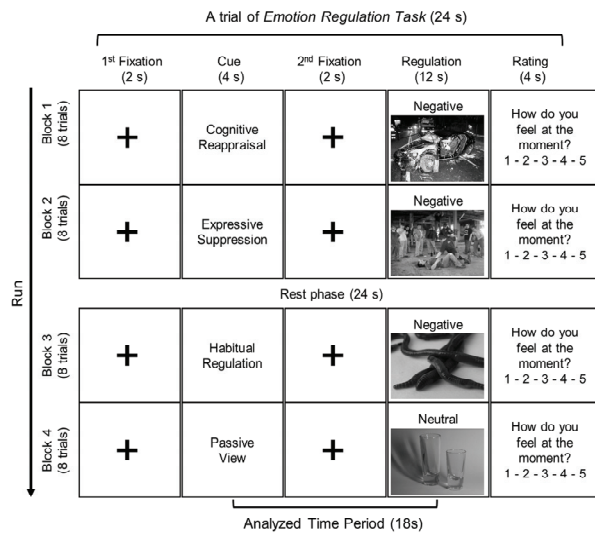 A trial of Emotion Regulation Task (24 s)
1st Fixation (2 s)
Cue (4 s)
2nd Fixation (2 s)
Regulation (12 s)
Rating (4 s)
Run
Block 1 (8 trials)
Cognitive
Reappraisal
Negative
How do you
feel at the
moment?
1 - 2 - 3 - 4 - 5
Block 2 (8 trials)
Expressive
Suppression
Negative
How do you
feel at the
moment?
1 - 2 - 3 - 4 - 5
Rest phase (24 s)
Block 3 (8 trials)
Habitual
Regulation
Negative
How do you
feel at the
moment?
1 - 2 - 3 - 4 - 5
Block 4 (8 trials)
Passive
View
Neutral
How do you
feel at the
moment?
1 - 2 - 3 - 4 - 5
Analyzed Time Period (18s)